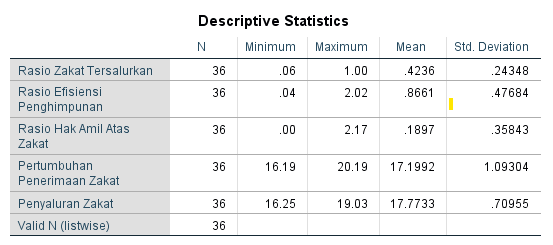 Descriptive Statistics
N Minimum Maximum Mean Std. Deviation
Rasio Zakat Tersalurkan 36 .06 1.00 .4236 .24348
Rasio Efisiensi Penghimpunan 36 .04 2.02 .8661 .47684
Rasio Hak Amil Atas Zakat 36 .00 2.17 .1897 .35843
Pertumbuhan Penerimaan Zakat 36 16.19 20.19 17.1992 1.09304
Penyaluran Zakat 36 16.25 19.03 17.7733 .70955
Valid N (listwise) 36